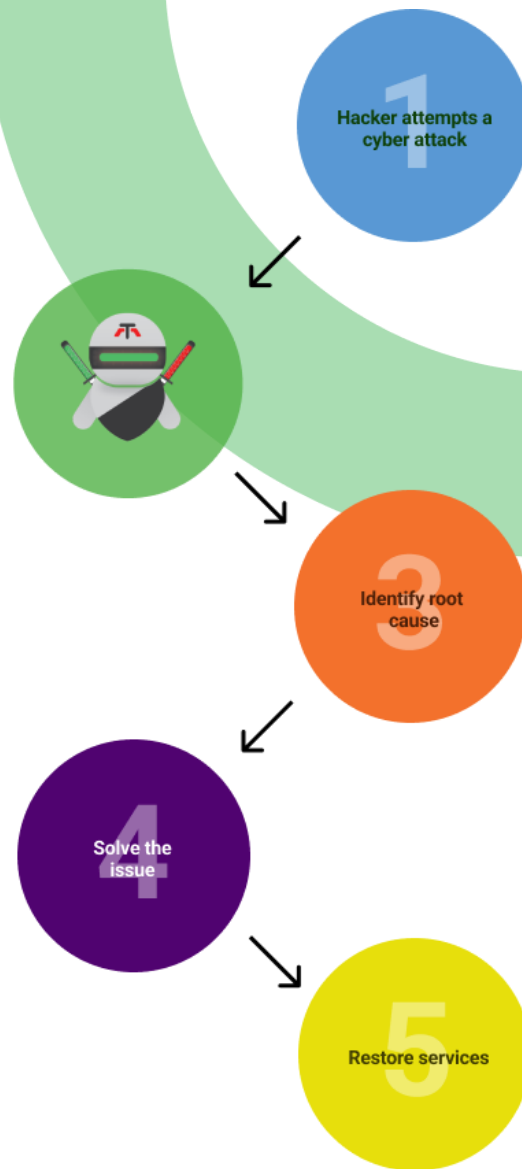 1
Hacker attempts a
cyber attack
3
Identify root
cause
4
Solve the
issue
5
Restore services